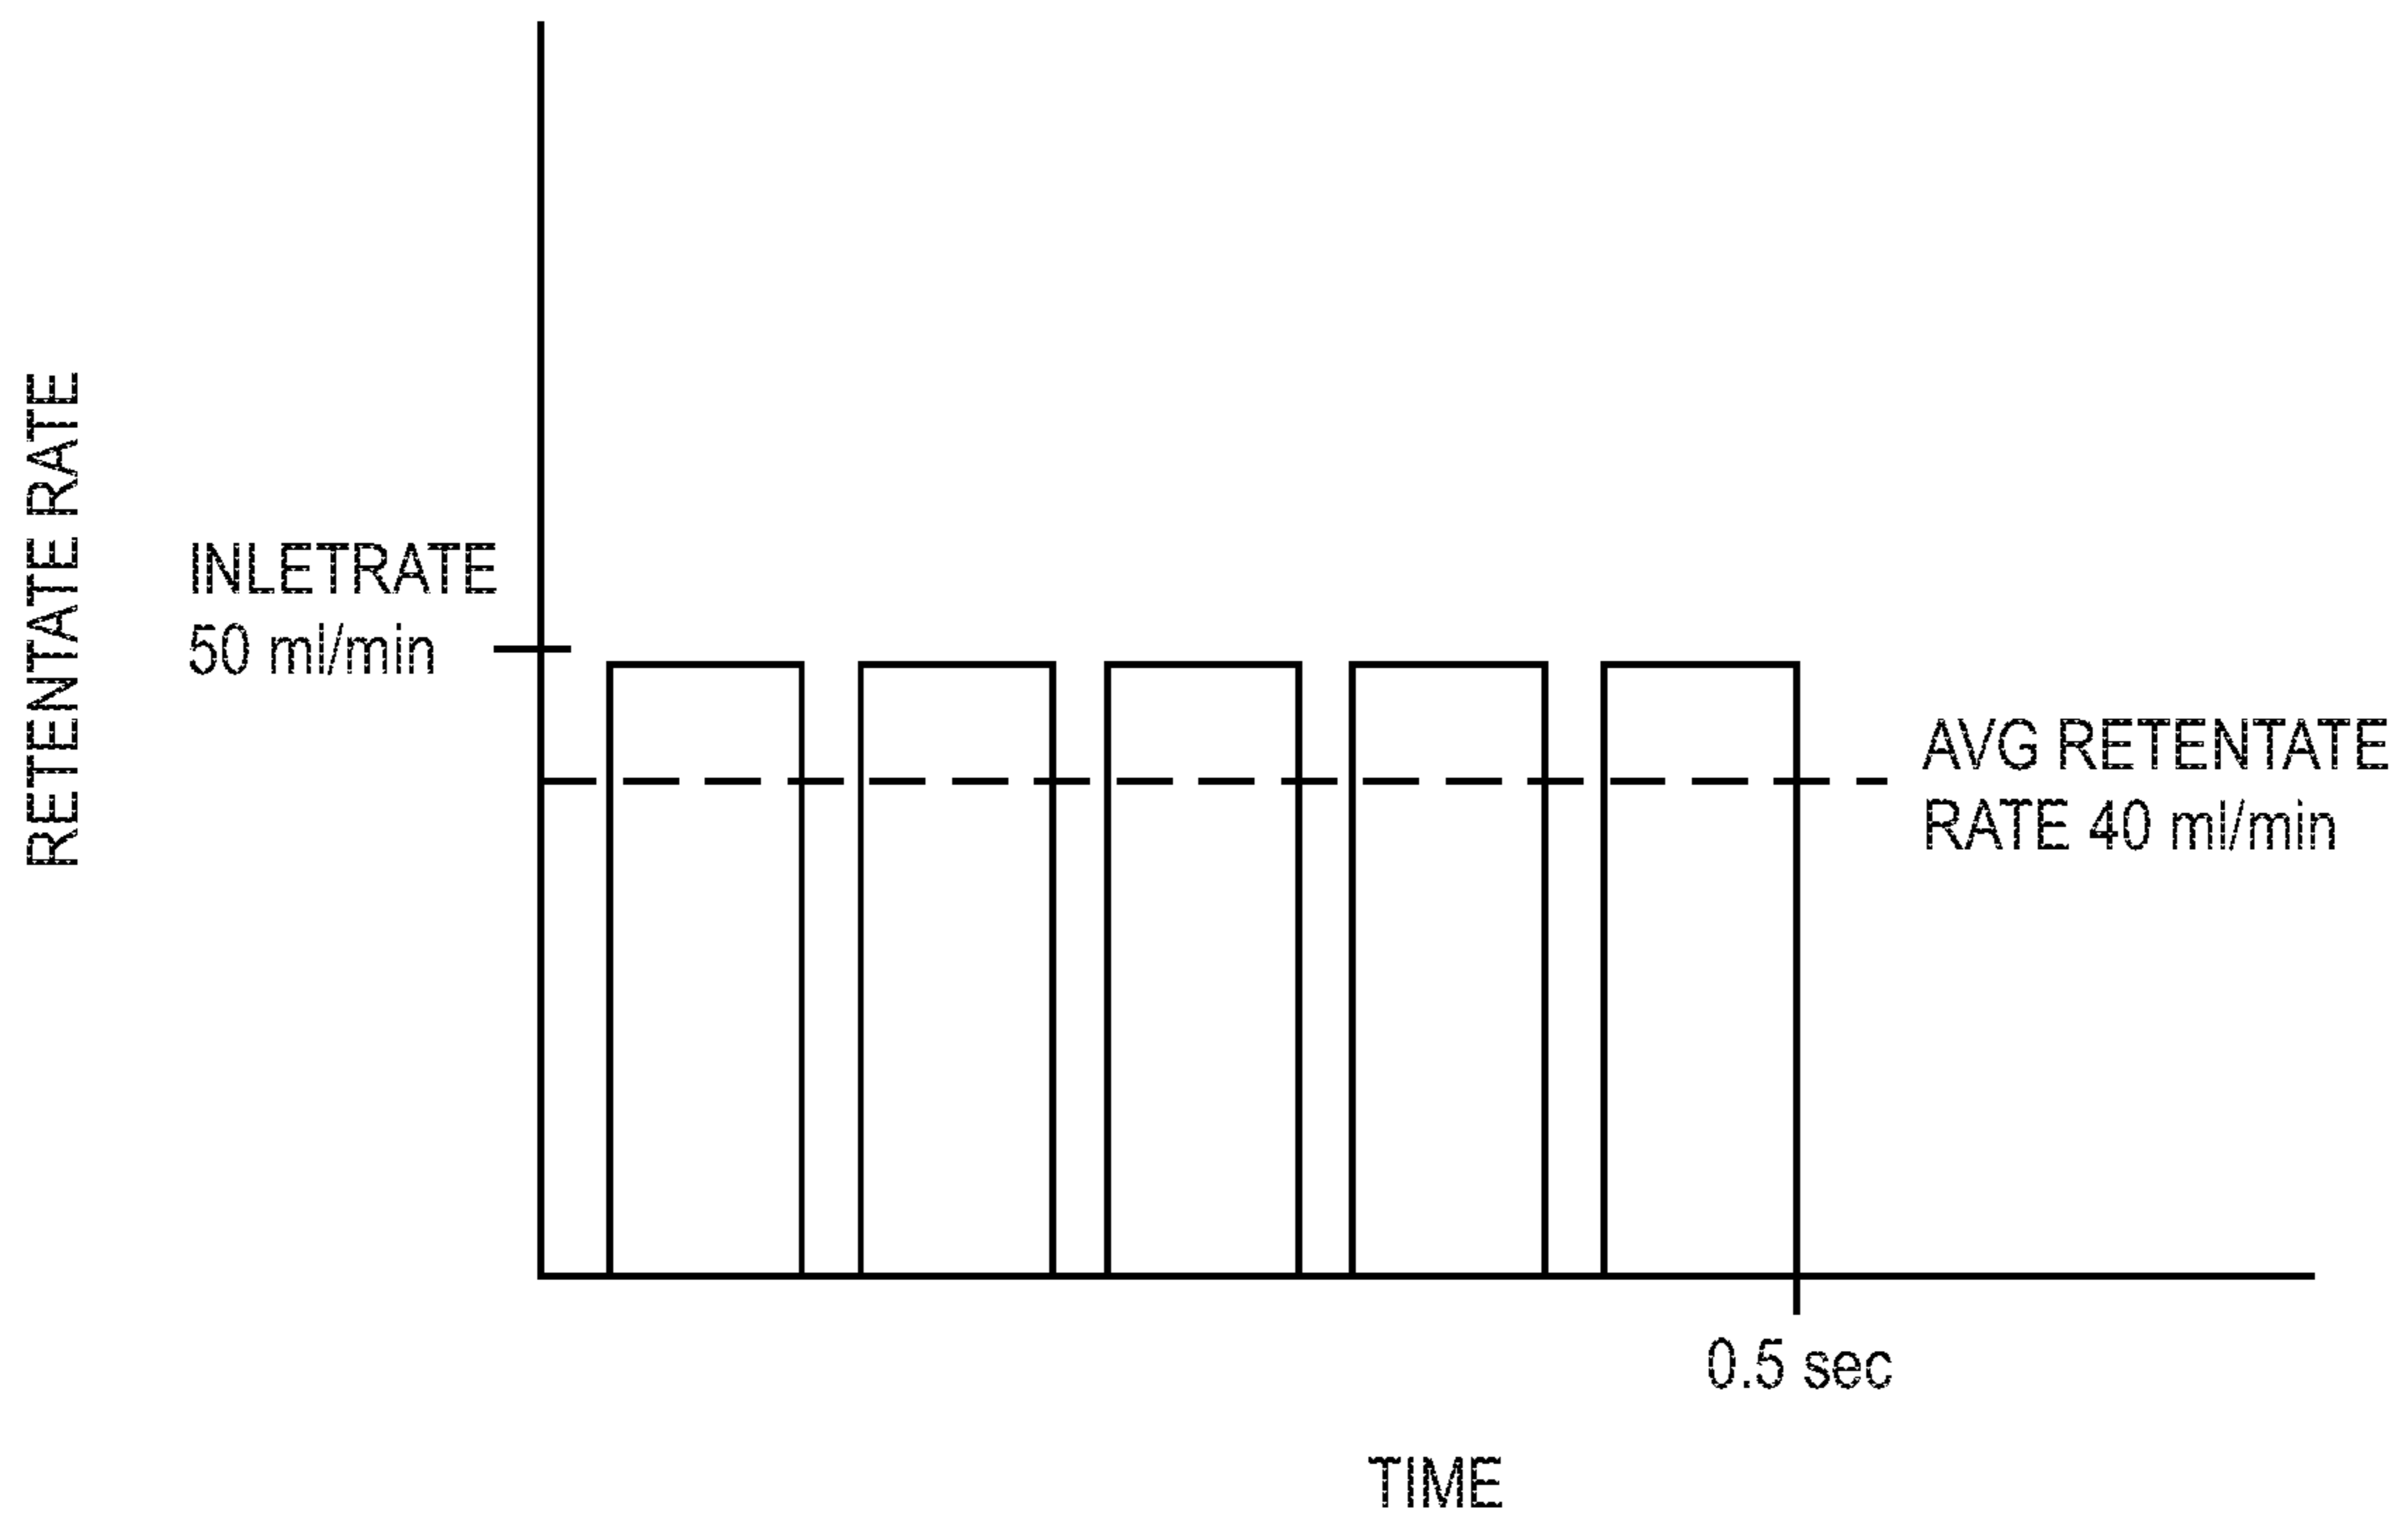 RETENTATE RATE
INLETRATE
50 ml/min
AVG RETENTATE
RATE 40 ml/min
0.5 sec
TIME